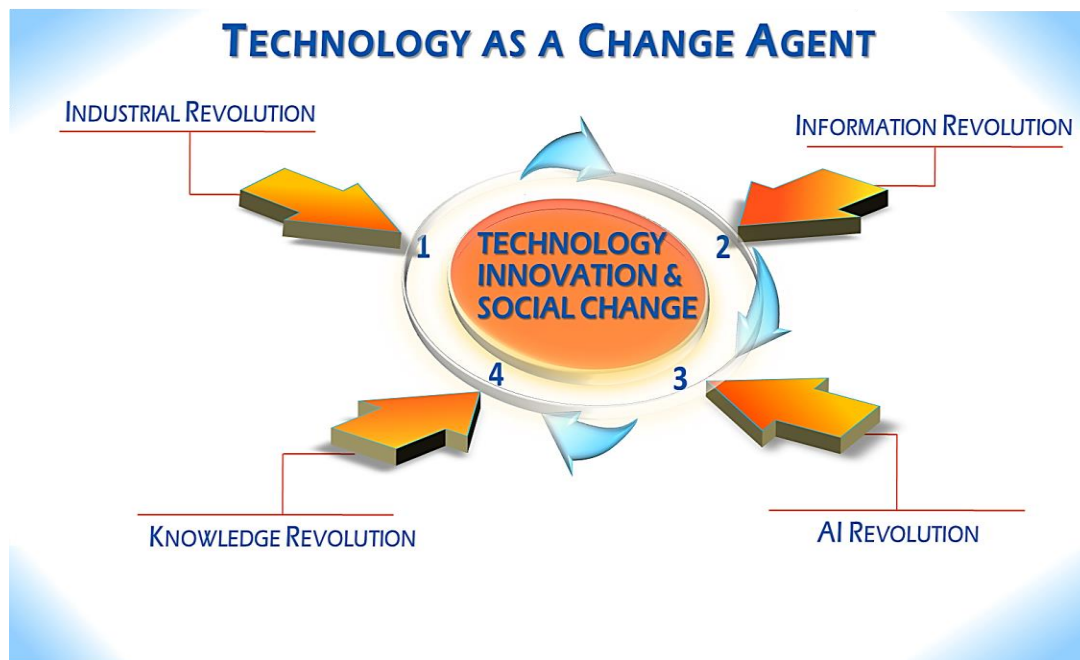 TECHNOLOGY AS A CHANGE AGENT
INDUSTRIAL REVOLUTION
INFORMATION REVOLUTION
1
2
TECHNOLOGY
INNOVATION &
SOCIAL CHANGE
4
3
KNOWLEDGE REVOLUTION
AI REVOLUTION